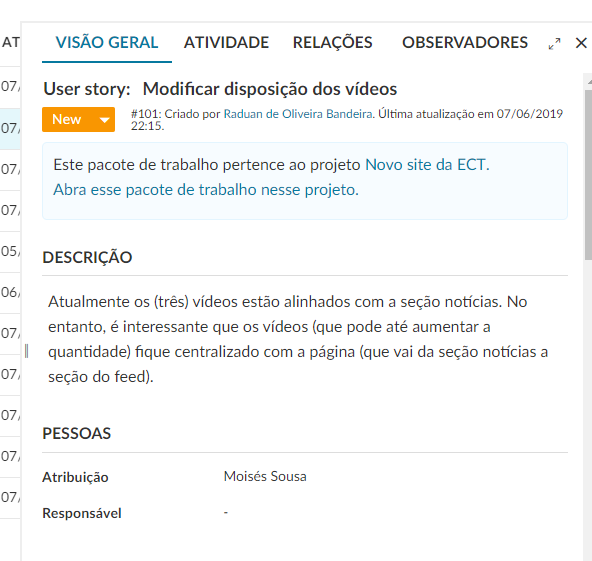 AT
VISÃO GERAL ATIVIDADE RELAÇÕES OBSERVADORES
07/
User story: Modificar disposição dos vídeos
New
#101: Criado por Raduan de Oliveira Bandeira. Última atualização em 07/06/2019
22:15.
07/
Este pacote de trabalho pertence ao projeto Novo site da ECT.
07/
Abra esse pacote de trabalho nesse projeto.
07/
05/
DESCRIÇÃO
06/
Atualmente os (três) vídeos estão alinhados com a seção notícias. No
entanto, é interessante que os vídeos (que pode até aumentar a
07/
quantidade) fique centralizado com a página (que vai da seção notícias a
seção do feed).
07/
07/
PESSOAS
07/
Atribuição Moisés Sousa
07/
Responsável -